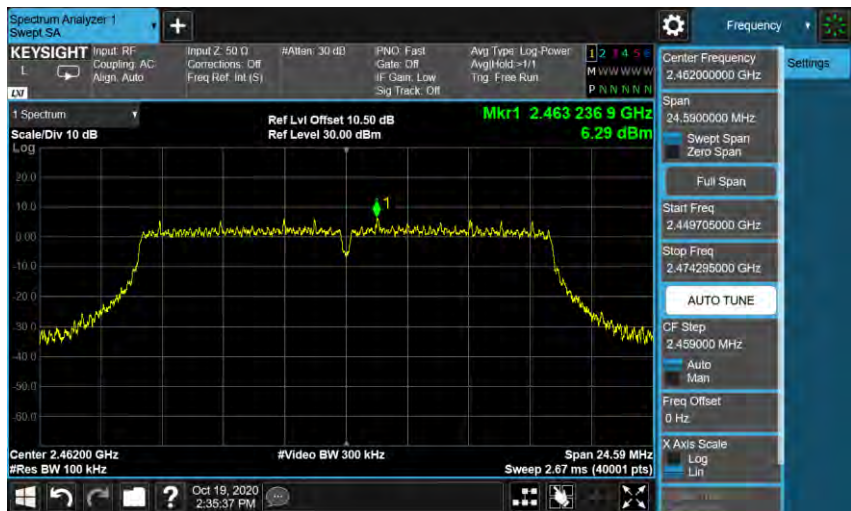 Spectrum Analyzer 1
Swept SA
Frequency
KEYSIGHT
L
LXI
Input: RF
Coupling: AC
Align: Auto
Input Z: 50 Ω
Corrections: Off
Freq Ref: Int (S)
#Atten: 30 dB
PNO: Fast
Gate: Off
IF Gain: Low
Sig Track: Off
Avg Type: Log-Power
Avg|Hold:>1/1
Trig: Free Run
1 2 3 4 5 6
M W W W W W
P N N N N N
1 Spectrum
Scale/Div 10 dB
Log
Ref Lvl Offset 10.50 dB
Ref Level 30.00 dBm
Mkr1 2.463 236 9 GHz
6.29 dBm
1
20.0
10.0
0.00
-10.0
-20.0
-30.0
-40.0
-50.0
-60.0
Center 2.46200 GHz
#Res BW 100 kHz
#Video BW 300 kHz
Span 24.59 MHz
Sweep 2.67 ms (40001 pts)
Center Frequency
2.462000000 GHz
Settings
Span
24.5900000 MHz
Swept Span
Zero Span
Full Span
Start Freq
2.449705000 GHz
Stop Freq
2.474295000 GHz
AUTO TUNE
CF Step
2.459000 MHz
Auto
Man
Freq Offset
0 Hz
X Axis Scale
Log
Lin
?
Oct 19, 2020
2:35:37 PM